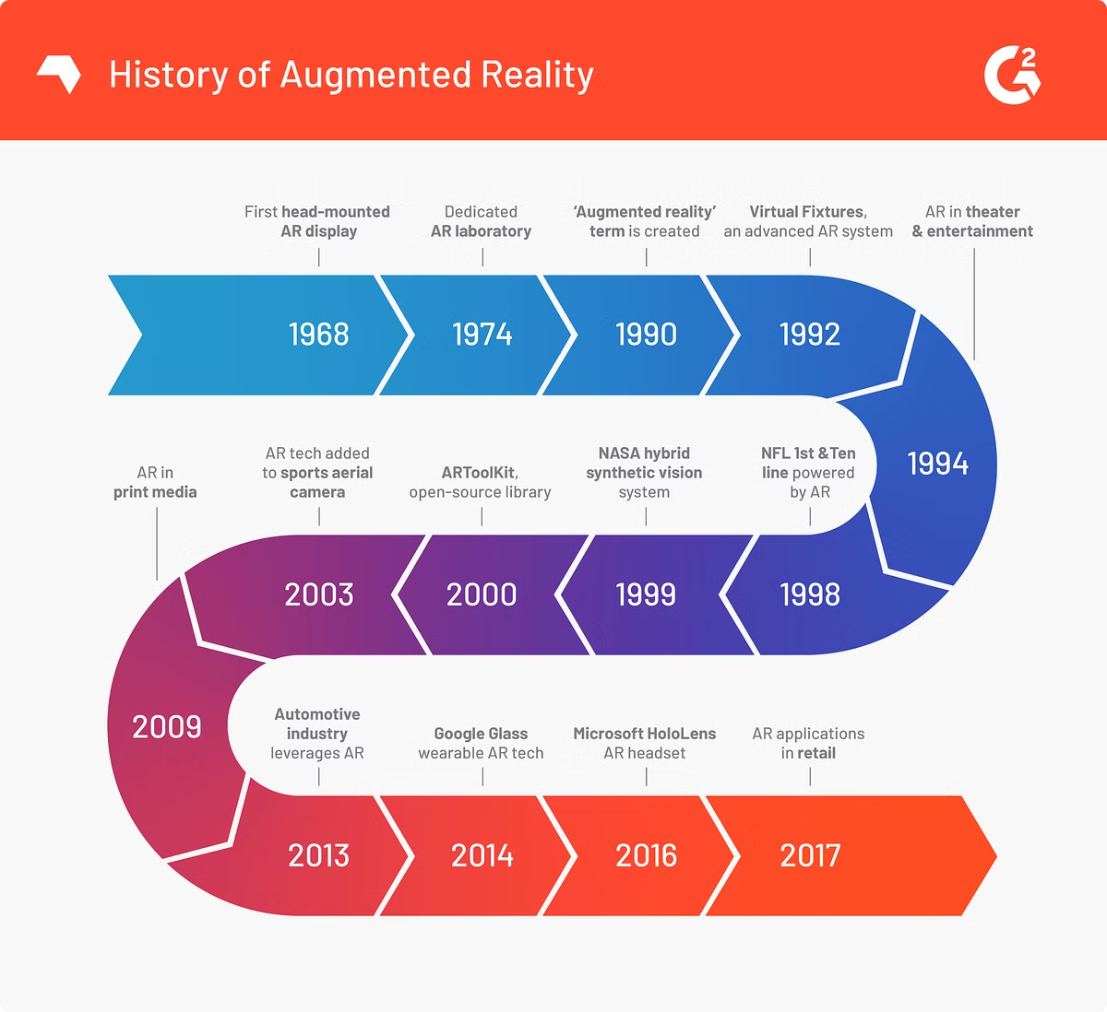 History of Augmented Reality
G2
First head-mounted
AR display
Dedicated
AR laboratory
‘Augmented reality’
term is created
Virtual Fixtures,
an advanced AR system
AR in theater
& entertainment
1968
1974
1990
1992
1994
NFL 1st &Ten
line powered
by AR
NASA hybrid
synthetic vision
system
ARToolKit,
open-source library
AR tech added
to sports aerial
camera
AR in
print media
1998
1999
2000
2003
2009
Automotive
industry
leverages AR
Google Glass
wearable AR tech
Microsoft HoloLens
AR headset
AR applications
in retail
2013
2014
2016
2017